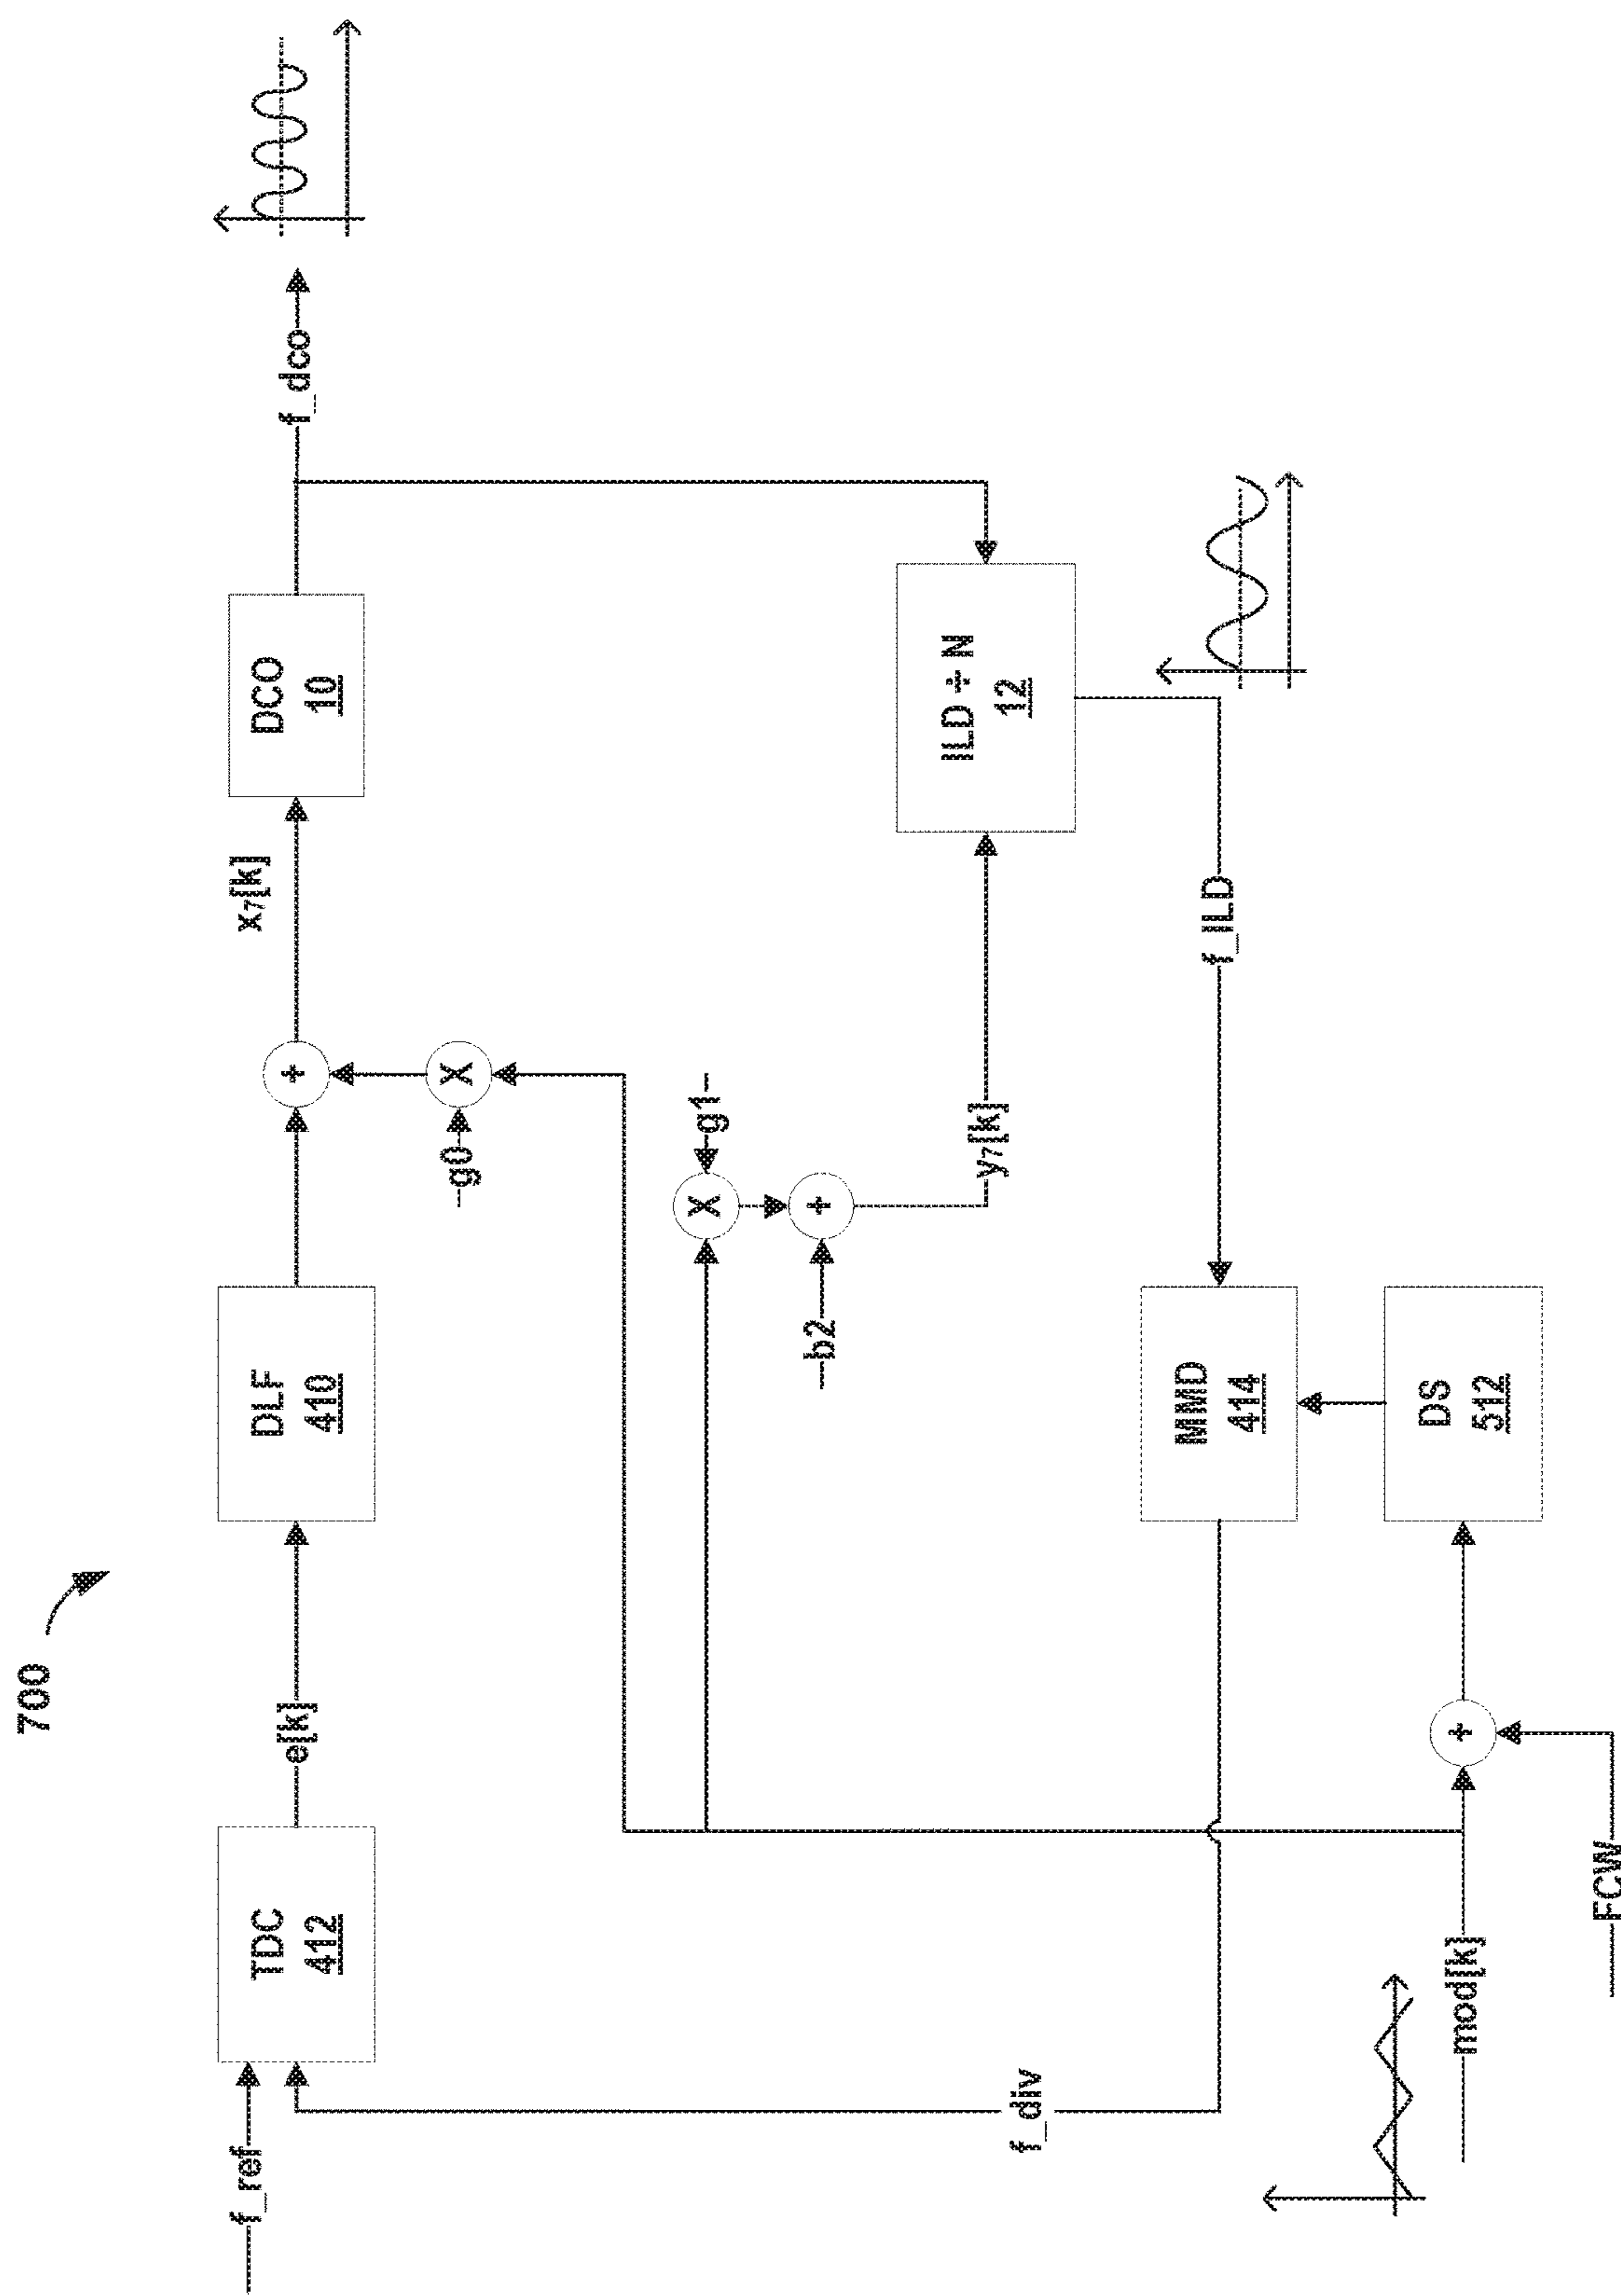 700
f_ref
TDC
412
e[k]
DLF
410
+
x₇[k]
DCO
10
f_dco
g0
X
X
g1
b2
+
y₇[k]
ILD ÷ N
12
f_ILD
f_div
MMD
414
DS
512
mod[k]
+
FCW